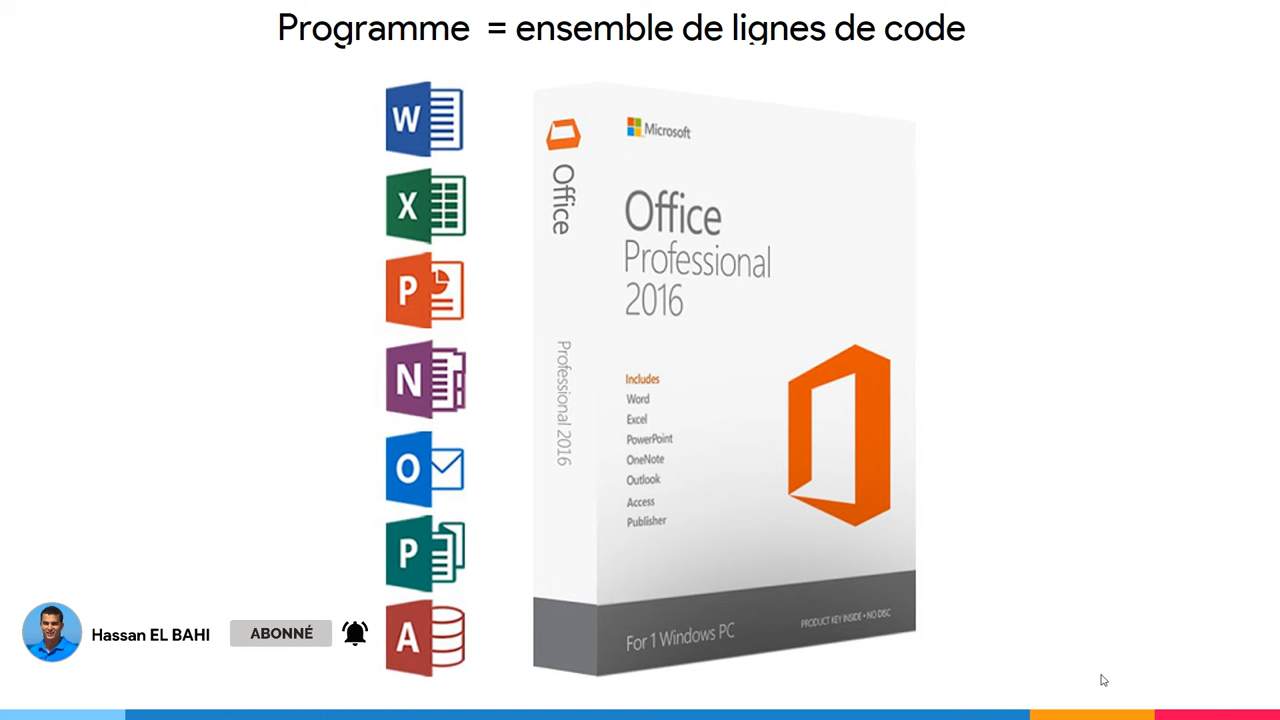 Programme = ensemble de lignes de code
W
X
P
N
O
P
A
Office
Professional 2016
Microsoft
Office
Professional
2016
Includes
Word
Excel
PowerPoint
OneNote
Outlook
Access
Publisher
For 1 Windows PC
PRODUCT KEY INSIDE • NO DISC
Hassan EL BAHI
ABONNÉ